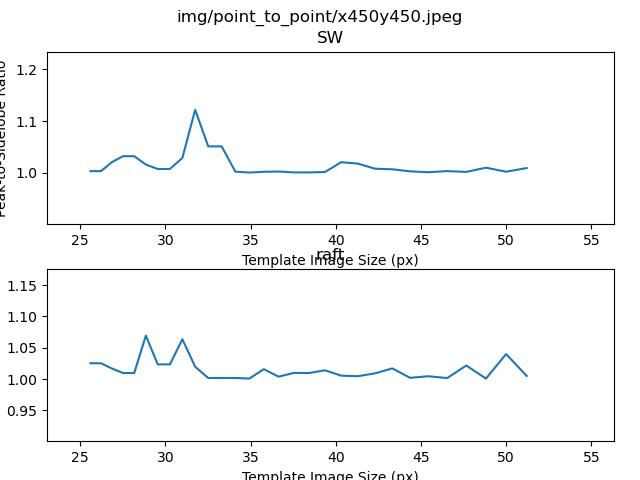 img/point_to_point/x450y450.jpeg
SW
Peak-to-Sidelobe Ratio
1.2
1.1
1.0
25 30 35 40 45 50 55
Template Image Size (px)
raft
1.15
1.10
1.05
1.00
0.95
25 30 35 40 45 50 55
Template Image Size (px)